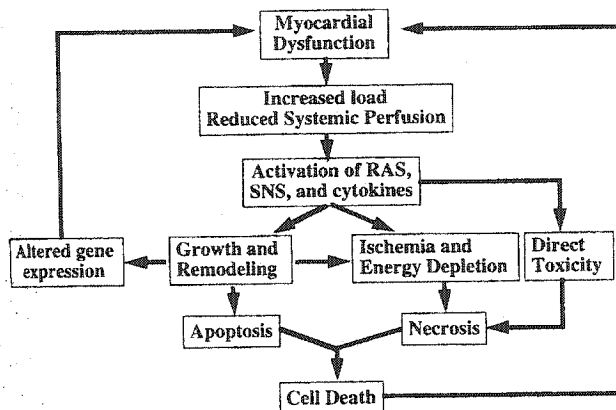 Myocardial
Dysfunction
Increased load
Reduced Systemic Perfusion
Activation of RAS,
SNS, and cytokines
Altered gene
expression
Growth and
Remodeling
Ischemia and
Energy Depletion
Direct
Toxicity
Apoptosis
Necrosis
Cell Death